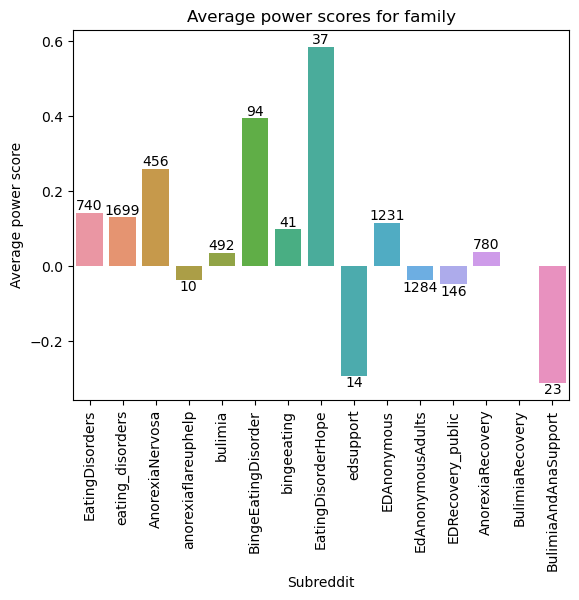 Average power scores for family
Average power score
0.6
0.4
0.2
0.0
−0.2
740
1699
456
10
492
94
41
37
14
1231
1284
146
780
23
EatingDisorders
eating_disorders
AnorexiaNervosa
anorexiaflareuphelp
bulimia
BingeEatingDisorder
bingeeating
EatingDisorderHope
edsupport
EDAnonymous
EdAnonymousAdults
EDRecovery_public
AnorexiaRecovery
BulimiaRecovery
BulimiaAndAnaSupport
Subreddit